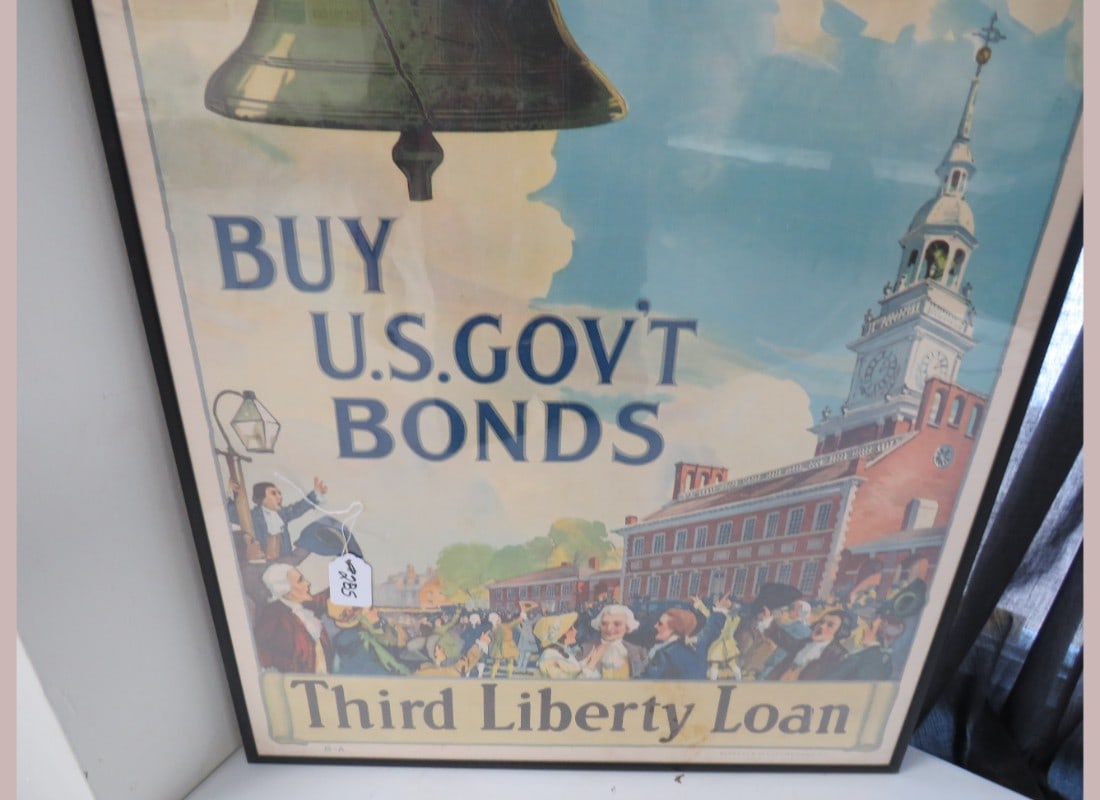 BUY
U.S. GOV'T
BONDS
Third Liberty Loan